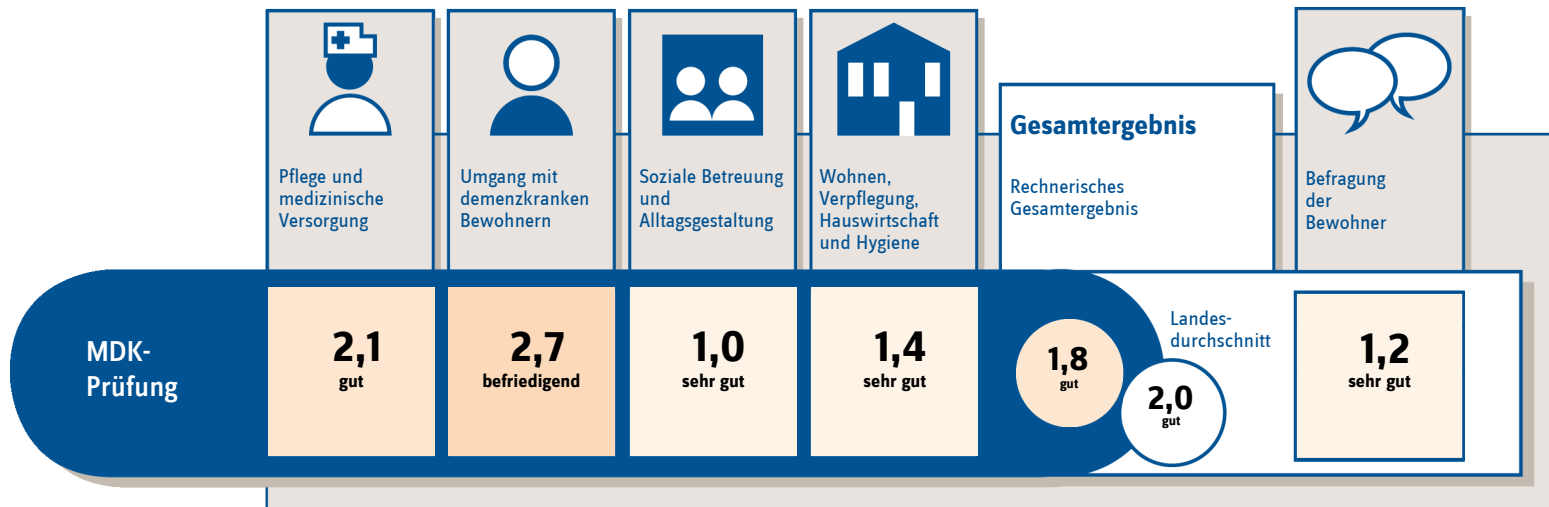 Pflege und
medizinische
Versorgung
Umgang mit
demenzkranken
Bewohnern
Soziale Betreuung
und
Alltagsgestaltung
Wohnen,
Verpflegung,
Hauswirtschaft
und Hygiene
Gesamtergebnis
Rechnerisches
Gesamtergebnis
Befragung
der
Bewohner
MDK-
Prüfung
2,1
gut
2,7
befriedigend
1,0
sehr gut
1,4
sehr gut
1,8
gut
Landes-
durchschnitt
2,0
gut
1,2
sehr gut